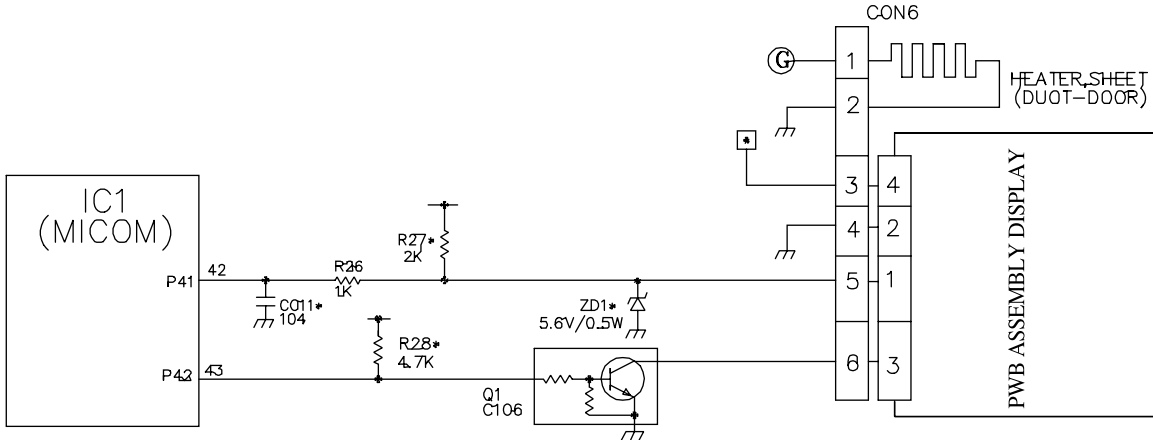 CON6
G
1
HEATER,SHEET
(DUOT-DOOR)
2
*
3
4
4
2
5
1
6
3
PWB ASSEMBLY DISPLAY
IC1
(MICOM)
P41
42
R26
1K
R27*
2K
C011*
104
ZD1*
5.6V/0.5W
R28*
4.7K
P42
43
Q1
C106